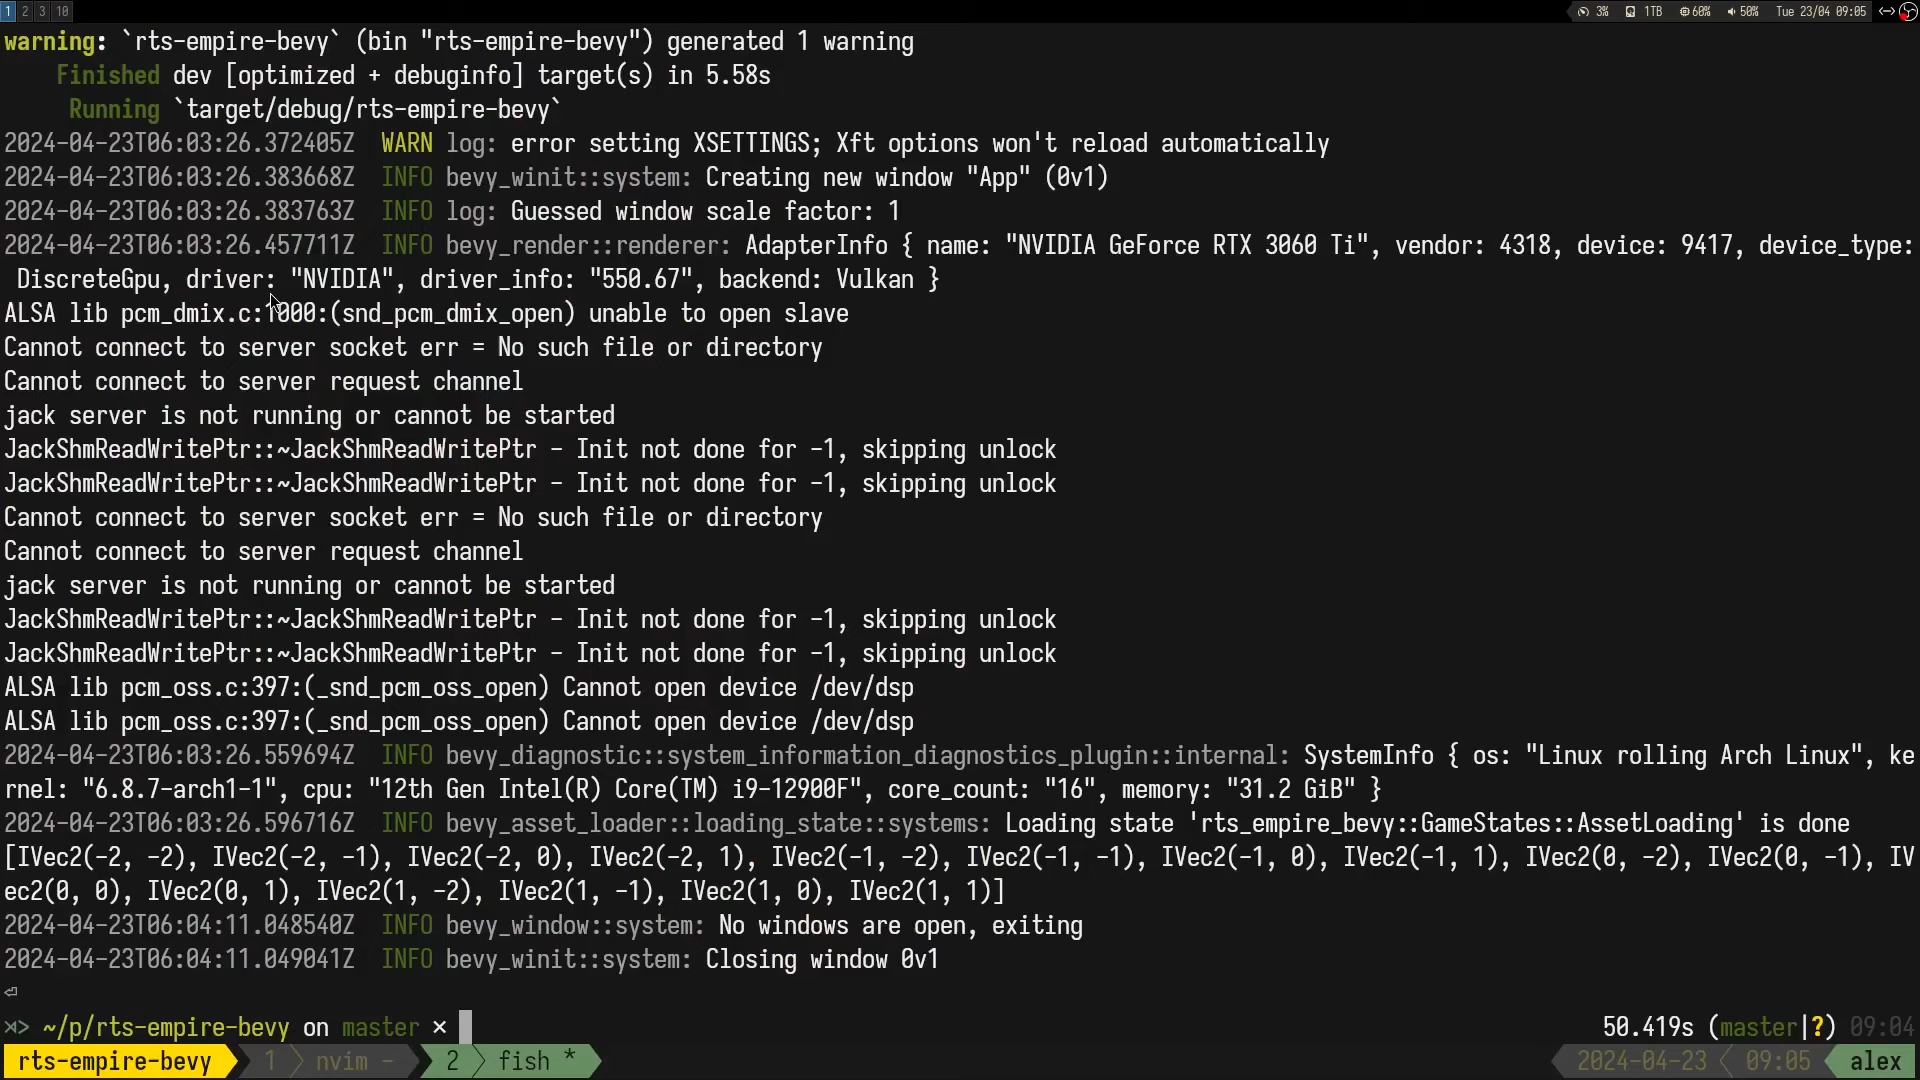 1 2 3 10 3% 1TB 60% 50% Tue 23/04 09:05
warning: `rts-empire-bevy` (bin "rts-empire-bevy") generated 1 warning
Finished dev [optimized + debuginfo] target(s) in 5.58s
Running `target/debug/rts-empire-bevy`
2024-04-23T06:03:26.372405Z WARN log: error setting XSETTINGS; Xft options won't reload automatically
2024-04-23T06:03:26.383668Z INFO bevy_winit::system: Creating new window "App" (0v1)
2024-04-23T06:03:26.383763Z INFO log: Guessed window scale factor: 1
2024-04-23T06:03:26.457711Z INFO bevy_render::renderer: AdapterInfo { name: "NVIDIA GeForce RTX 3060 Ti", vendor: 4318, device: 9417, device_type:
DiscreteGpu, driver: "NVIDIA", driver_info: "550.67", backend: Vulkan }
ALSA lib pcm_dmix.c:1000:(snd_pcm_dmix_open) unable to open slave
Cannot connect to server socket err = No such file or directory
Cannot connect to server request channel
jack server is not running or cannot be started
JackShmReadWritePtr::~JackShmReadWritePtr - Init not done for -1, skipping unlock
JackShmReadWritePtr::~JackShmReadWritePtr - Init not done for -1, skipping unlock
Cannot connect to server socket err = No such file or directory
Cannot connect to server request channel
jack server is not running or cannot be started
JackShmReadWritePtr::~JackShmReadWritePtr - Init not done for -1, skipping unlock
JackShmReadWritePtr::~JackShmReadWritePtr - Init not done for -1, skipping unlock
ALSA lib pcm_oss.c:397:(_snd_pcm_oss_open) Cannot open device /dev/dsp
ALSA lib pcm_oss.c:397:(_snd_pcm_oss_open) Cannot open device /dev/dsp
2024-04-23T06:03:26.559694Z INFO bevy_diagnostic::system_information_diagnostics_plugin::internal: SystemInfo { os: "Linux rolling Arch Linux", ke
rnel: "6.8.7-arch1-1", cpu: "12th Gen Intel(R) Core(TM) i9-12900F", core_count: "16", memory: "31.2 GiB" }
2024-04-23T06:03:26.596716Z INFO bevy_asset_loader::loading_state::systems: Loading state 'rts_empire_bevy::GameStates::AssetLoading' is done
[IVec2(-2, -2), IVec2(-2, -1), IVec2(-2, 0), IVec2(-2, 1), IVec2(-1, -2), IVec2(-1, -1), IVec2(-1, 0), IVec2(-1, 1), IVec2(0, -2), IVec2(0, -1), IV
ec2(0, 0), IVec2(0, 1), IVec2(1, -2), IVec2(1, -1), IVec2(1, 0), IVec2(1, 1)]
2024-04-23T06:04:11.048540Z INFO bevy_window::system: No windows are open, exiting
2024-04-23T06:04:11.049041Z INFO bevy_winit::system: Closing window 0v1
⏎
⋊> ~/p/rts-empire-bevy on master × 50.419s (master|?) 09:04
rts-empire-bevy 1 nvim - 2 fish * 2024-04-23 09:05 alex